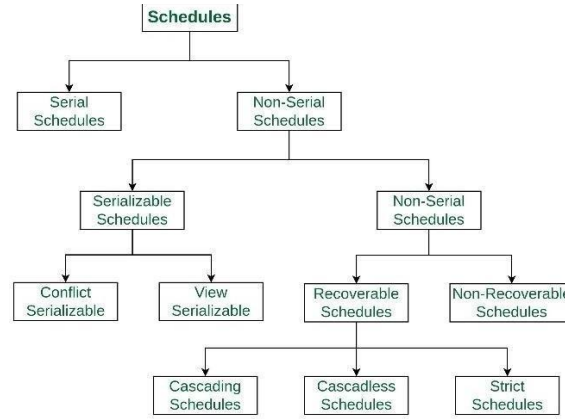 Schedules
Serial
Schedules
Non-Serial
Schedules
Serializable
Schedules
Non-Serial
Schedules
Conflict
Serializable
View
Serializable
Recoverable
Schedules
Non-Recoverable
Schedules
Cascading
Schedules
Cascadless
Schedules
Strict
Schedules